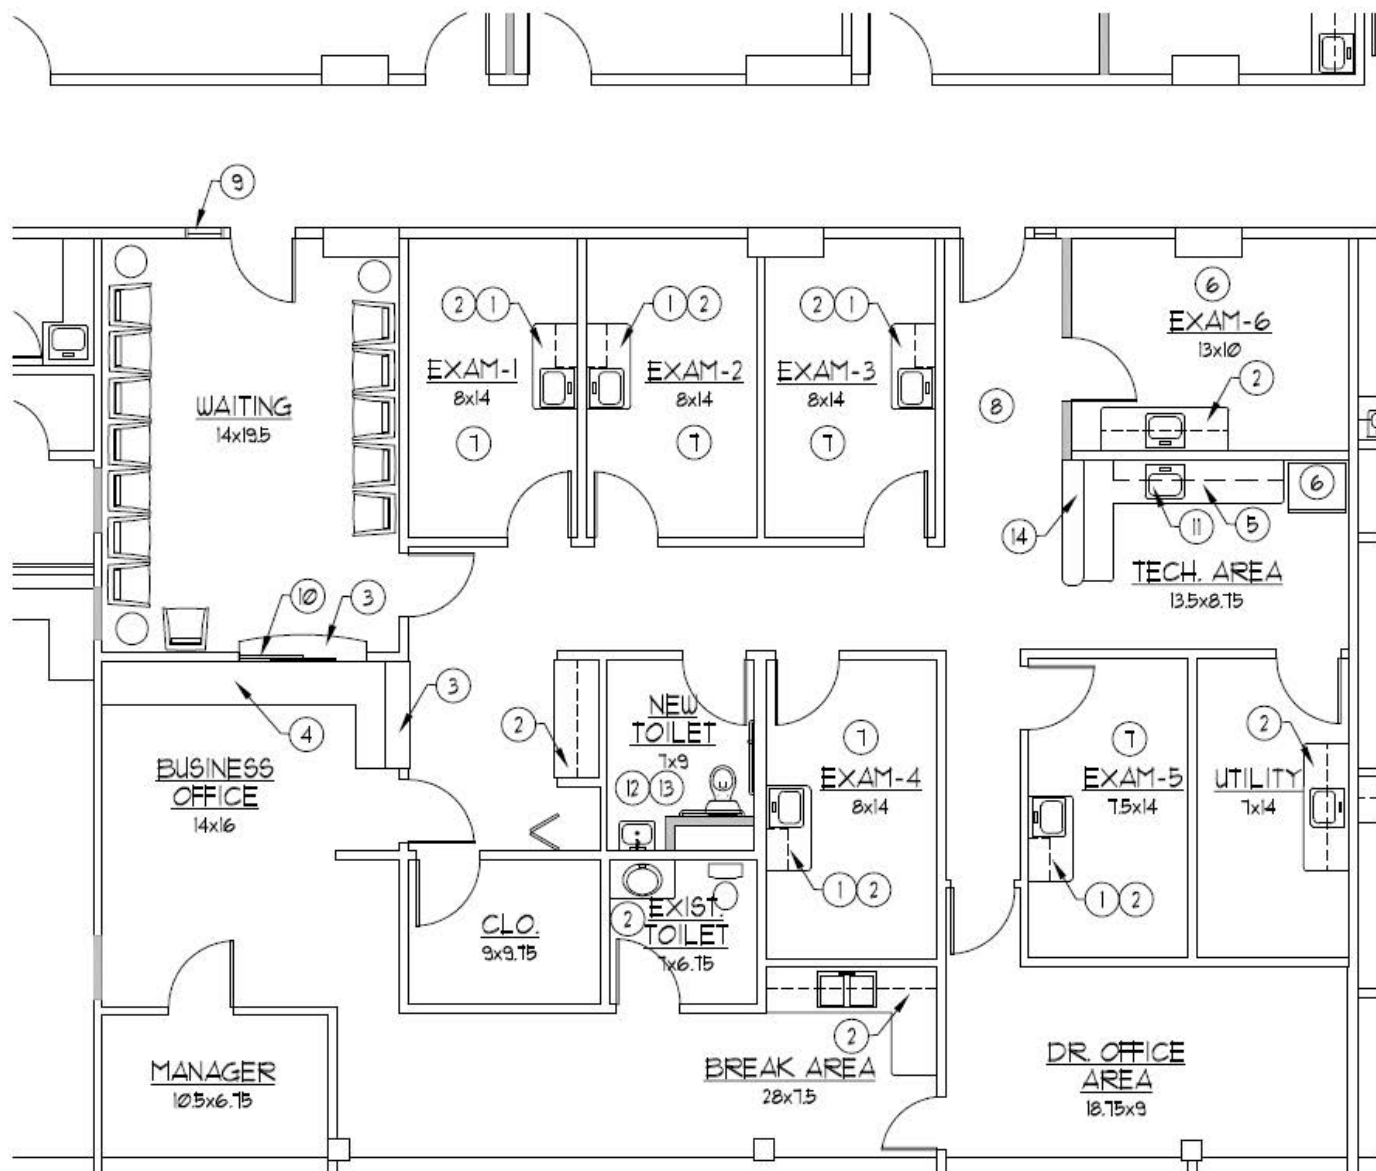 9
6
2 1
1 2
2 1
EXAM-6
13x10
EXAM-1
8x14
EXAM-2
8x14
EXAM-3
8x14
2
WAITING
14x19.5
8
7
7
7
6
11
5
14
TECH. AREA
13.5x8.75
10
3
3
4
2
NEW
TOILET
7x9
12 13
7
EXAM-4
8x14
7
EXAM-5
7.5x14
2
UTILITY
7x14
BUSINESS
OFFICE
14x16
1 2
1 2
CLO.
9x9.75
2
EXIST.
TOILET
7x6.75
2
MANAGER
10.5x6.75
BREAK AREA
28x7.5
DR. OFFICE
AREA
18.75x9